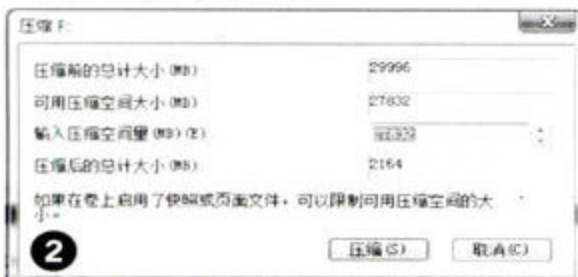 压缩 F:
压缩前的总计大小(MB) 29996
可用压缩空间大小(MB) 27832
输入压缩空间量(MB)(E)
压缩后的总计大小(MB) 2164
如果在卷上启用了快照或页面文件，可以限制可用压缩空间的大
小。
2
压缩(S) 取消(C)